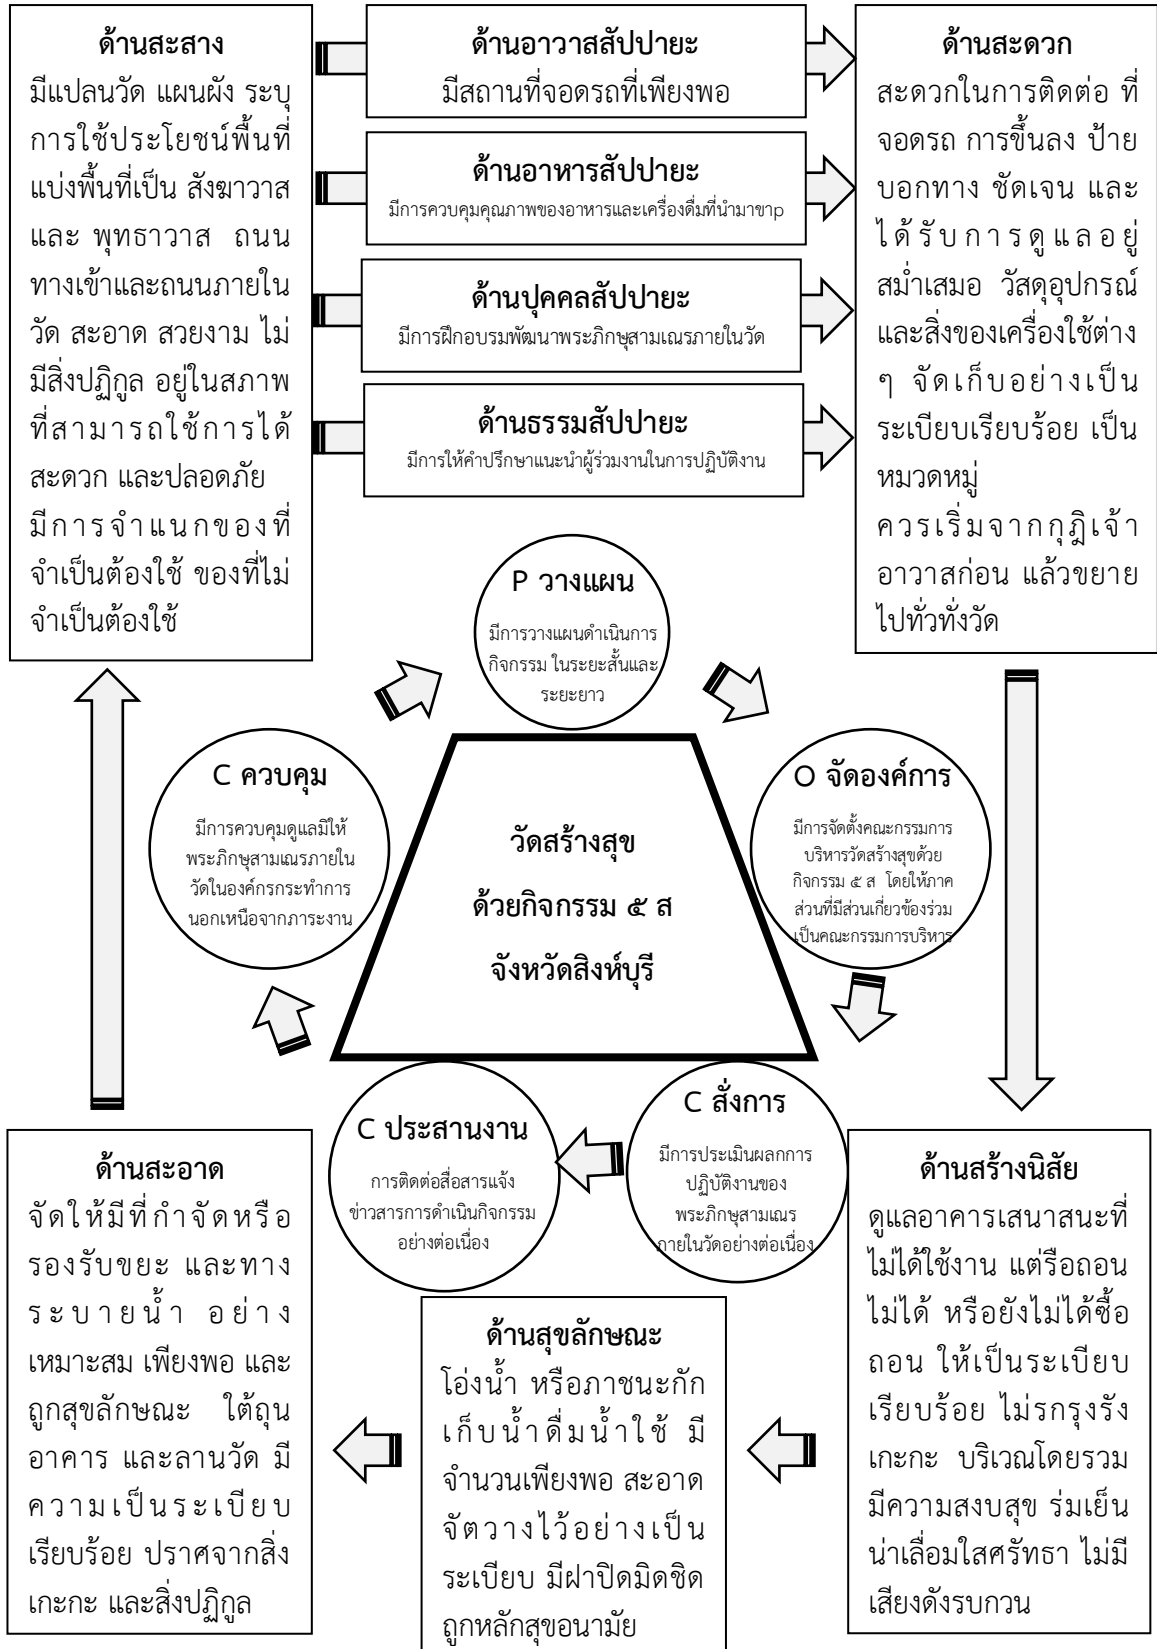 ด้านสะสาง
มีแปลนวัด แผนผัง ระบุ
การใช้ประโยชน์พื้นที่
แบ่งพื้นที่เป็น สังฆาวาส
และ พุทธาวาส ถนน
ทางเข้าและถนนภายใน
วัด สะอาด สวยงาม ไม่
มีสิ่งปฏิกูล อยู่ในสภาพ
ที่สามารถใช้การได้
สะดวก และปลอดภัย
มีการจำแนกของที่
จำเป็นต้องใช้ ของที่ไม่
จำเป็นต้องใช้
ด้านอาวาสสัปปายะ
มีสถานที่จอดรถที่เพียงพอ
ด้านอาหารสัปปายะ
มีการควบคุมคุณภาพของอาหารและเครื่องดื่มที่นำมาขาp
ด้านปุคคลสัปปายะ
มีการฝึกอบรมพัฒนาพระภิกษุสามเณรภายในวัด
ด้านธรรมสัปปายะ
มีการให้คำปรึกษาแนะนำผู้ร่วมงานในการปฏิบัติงาน
ด้านสะดวก
สะดวกในการติดต่อ ที่
จอดรถ การขึ้นลง ป้าย
บอกทาง ชัดเจน และ
ได้รับการดูแลอยู่
สม่ำเสมอ วัสดุอุปกรณ์
และสิ่งของเครื่องใช้ต่าง
ๆ จัดเก็บอย่างเป็น
ระเบียบเรียบร้อย เป็น
หมวดหมู่
ควรเริ่มจากกุฏิเจ้า
อาวาสก่อน แล้วขยาย
ไปทั่วทั่งวัด
P วางแผน
มีการวางแผนดำเนินการ
กิจกรรม ในระยะสั้นและ
ระยะยาว
C ควบคุม
มีการควบคุมดูแลมิให้
พระภิกษุสามเณรภายใน
วัดในองค์กรกระทำการ
นอกเหนือจากภาระงาน
วัดสร้างสุข
ด้วยกิจกรรม ๕ ส
จังหวัดสิงห์บุรี
O จัดองค์การ
มีการจัดตั้งคณะกรรมการ
บริหารวัดสร้างสุขด้วย
กิจกรรม ๕ ส โดยให้ภาค
ส่วนที่มีส่วนเกี่ยวข้องร่วม
เป็นคณะกรรมการบริหาร
C ประสานงาน
การติดต่อสื่อสารแจ้ง
ข่าวสารการดำเนินกิจกรรม
อย่างต่อเนื่อง
C สั่งการ
มีการประเมินผลกการ
ปฏิบัติงานของ
พระภิกษุสามเณร
ภายในวัดอย่างต่อเนื่อง
ด้านสะอาด
จัดให้มีที่กำจัดหรือ
รองรับขยะ และทาง
ระบายน้ำ อย่าง
เหมาะสม เพียงพอ และ
ถูกสุขลักษณะ ใต้ถุน
อาคาร และลานวัด มี
ความเป็นระเบียบ
เรียบร้อย ปราศจากสิ่ง
เกะกะ และสิ่งปฏิกูล
ด้านสุขลักษณะ
โอ่งน้ำ หรือภาชนะกัก
เก็บน้ำดื่มน้ำใช้ มี
จำนวนเพียงพอ สะอาด
จัตวางไว้อย่างเป็น
ระเบียบ มีฝาปิดมิดชิด
ถูกหลักสุขอนามัย
ด้านสร้างนิสัย
ดูแลอาคารเสนาสนะที่
ไม่ได้ใช้งาน แต่รือถอน
ไม่ได้ หรือยังไม่ได้ซื้อ
ถอน ให้เป็นระเบียบ
เรียบร้อย ไม่รกรุงรัง
เกะกะ บริเวณโดยรวม
มีความสงบสุข ร่มเย็น
น่าเลื่อมใสศรัทธา ไม่มี
เสียงดังรบกวน